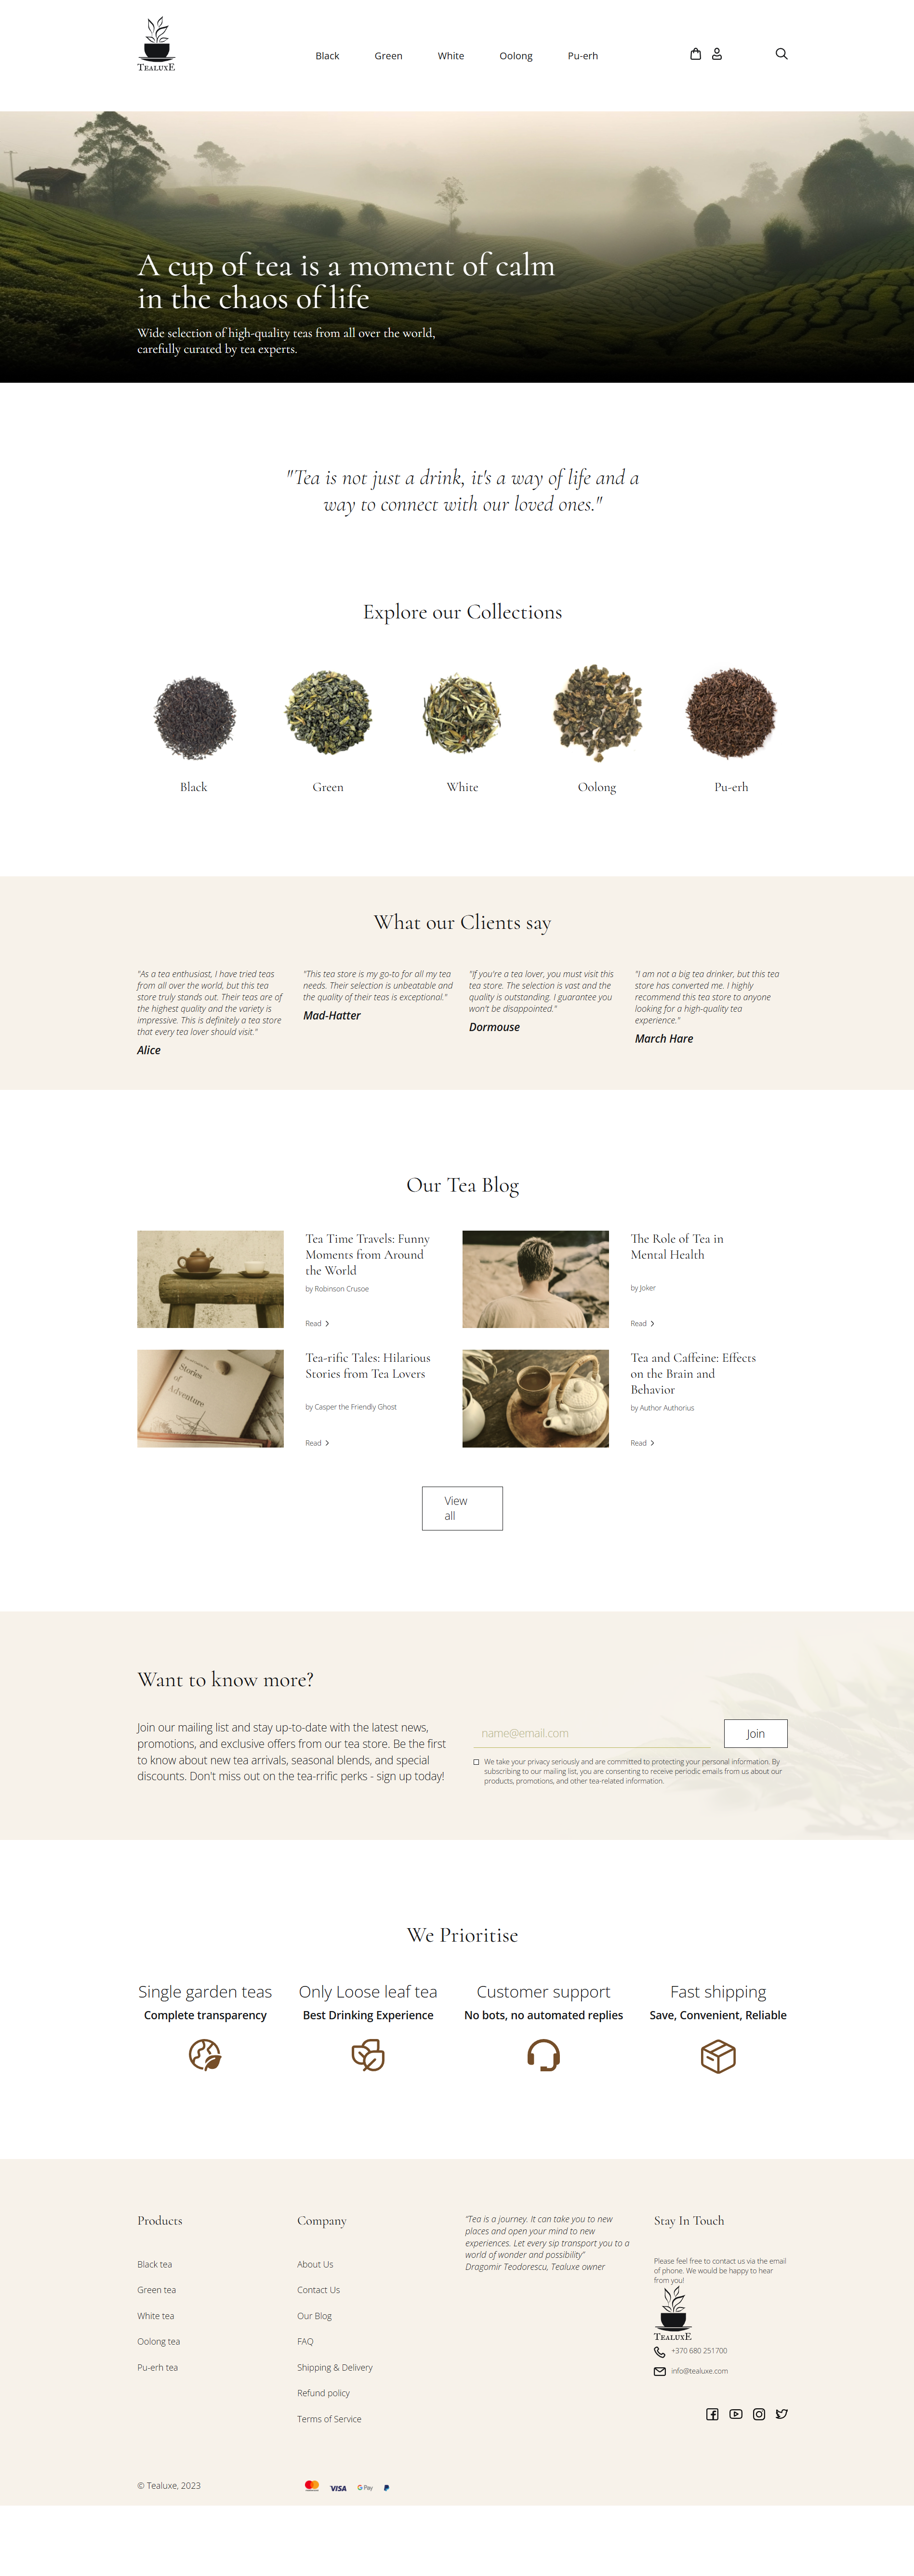 TEALUXE
Black
Green
White
Oolong
Pu-erh
A cup of tea is a moment of calm
in the chaos of life
Wide selection of high-quality teas from all over the world,
carefully curated by tea experts.
"Tea is not just a drink, it's a way of life and a
way to connect with our loved ones."
Explore our Collections
Black
Green
White
Oolong
Pu-erh
What our Clients say
"As a tea enthusiast, I have tried teas
from all over the world, but this tea
store truly stands out. Their teas are of
the highest quality and the variety is
impressive. This is definitely a tea store
that every tea lover should visit."
Alice
"This tea store is my go-to for all my tea
needs. Their selection is unbeatable and
the quality of their teas is exceptional."
Mad-Hatter
"If you're a tea lover, you must visit this
tea store. The selection is vast and the
quality is outstanding. I guarantee you
won't be disappointed."
Dormouse
"I am not a big tea drinker, but this tea
store has converted me. I highly
recommend this tea store to anyone
looking for a high-quality tea
experience."
March Hare
Our Tea Blog
Tea Time Travels: Funny
Moments from Around
the World
by Robinson Crusoe
Read
The Role of Tea in
Mental Health
by Joker
Read
Stories
of
Adventure
Tea-rific Tales: Hilarious
Stories from Tea Lovers
by Casper the Friendly Ghost
Read
Tea and Caffeine: Effects
on the Brain and
Behavior
by Author Authorius
Read
View
all
Want to know more?
Join our mailing list and stay up-to-date with the latest news,
promotions, and exclusive offers from our tea store. Be the first
to know about new tea arrivals, seasonal blends, and special
discounts. Don't miss out on the tea-rrific perks - sign up today!
name@email.com
Join
We take your privacy seriously and are committed to protecting your personal information. By
subscribing to our mailing list, you are consenting to receive periodic emails from us about our
products, promotions, and other tea-related information.
We Prioritise
Single garden teas
Complete transparency
Only Loose leaf tea
Best Drinking Experience
Customer support
No bots, no automated replies
Fast shipping
Save, Convenient, Reliable
Products
Black tea
Green tea
White tea
Oolong tea
Pu-erh tea
Company
About Us
Contact Us
Our Blog
FAQ
Shipping & Delivery
Refund policy
Terms of Service
"Tea is a journey. It can take you to new
places and open your mind to new
experiences. Let every sip transport you to a
world of wonder and possibility"
Dragomir Teodorescu, Tealuxe owner
Stay In Touch
Please feel free to contact us via the email
of phone. We would be happy to hear
from you!
TEALUXE
+370 680 251700
info@tealuxe.com
© Tealuxe, 2023
VISA
G Pay